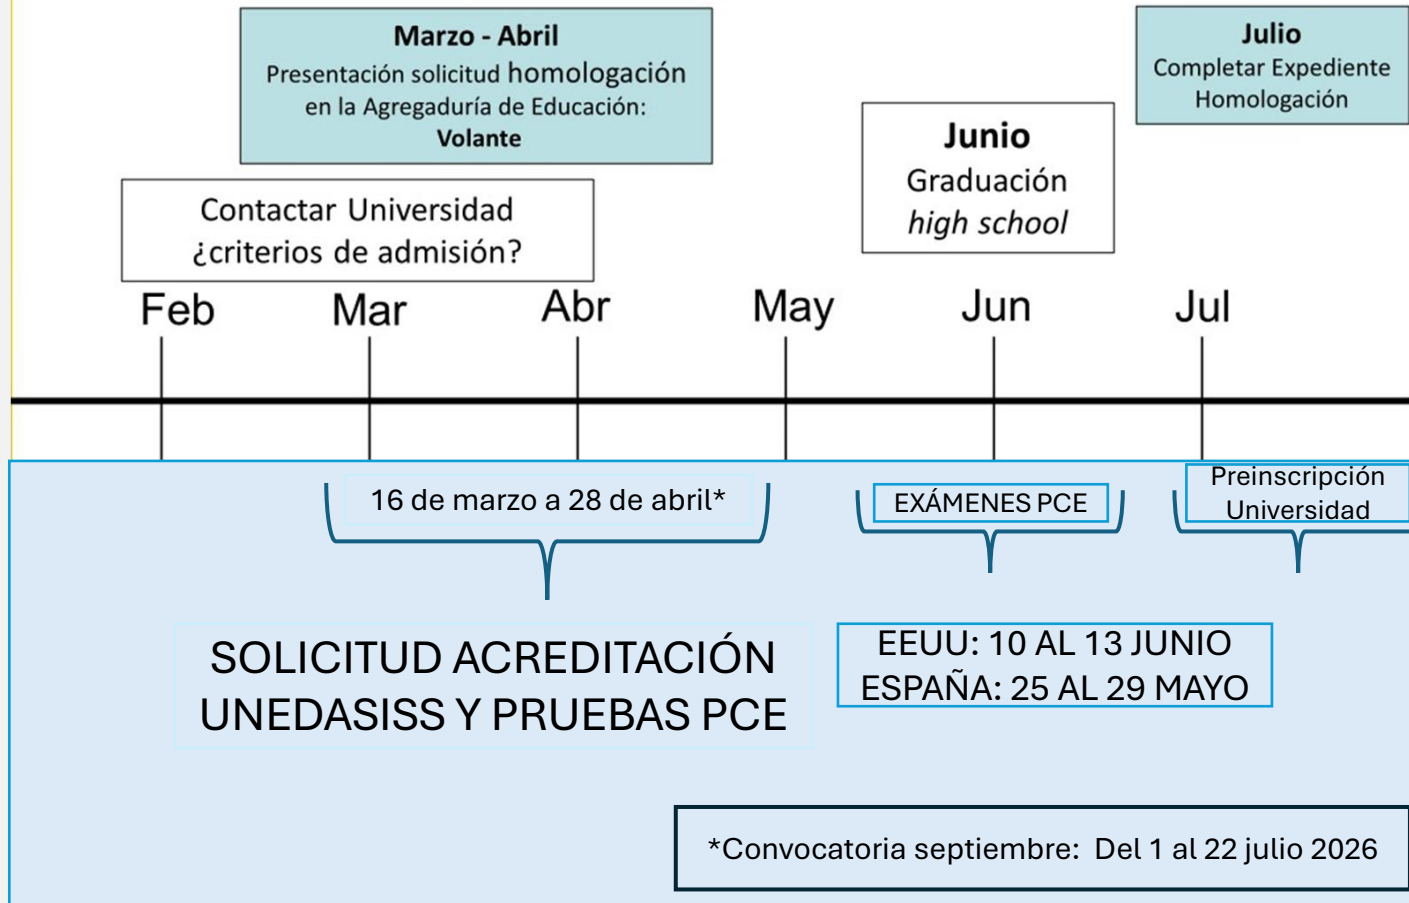 Marzo - Abril
Presentación solicitud homologación
en la Agregaduría de Educación:
Volante
Julio
Completar Expediente
Homologación
Junio
Graduación
high school
Contactar Universidad
¿criterios de admisión?
Feb
Mar
Abr
May
Jun
Jul
16 de marzo a 28 de abril*
EXÁMENES PCE
Preinscripción
Universidad
SOLICITUD ACREDITACIÓN
UNEDASISS Y PRUEBAS PCE
EEUU: 10 AL 13 JUNIO
ESPAÑA: 25 AL 29 MAYO
*Convocatoria septiembre: Del 1 al 22 julio 2026